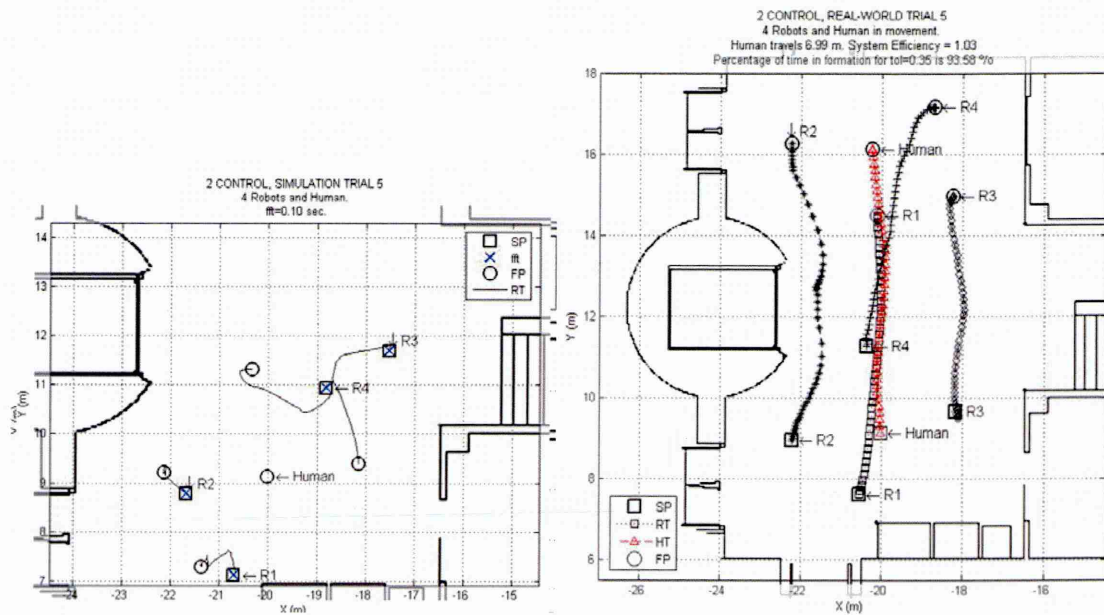 2 CONTROL, SIMULATION TRIAL 5
4 Robots and Human.
fft=0.10 sec.
14
13
12
11
10
9
8
7
Y (m)
SP
fft
FP
RT
R3
R4
Human
R2
R1
-24
-23
-22
-21
-20
-19
-18
-17
-16
-15
-14
X (m)
2 CONTROL, REAL-WORLD TRIAL 5
4 Robots and Human in movement.
Human travels 6.99 m. System Efficiency = 1.03
Percentage of time in formation for tol=0.35 is 93.58 %
18
16
14
12
10
8
6
Y (m)
R4
R2
Human
R3
R1
R4
R3
Human
R2
R1
SP
RT
HT
FP
-26
-24
-22
-20
-18
-16
-14
X (m)